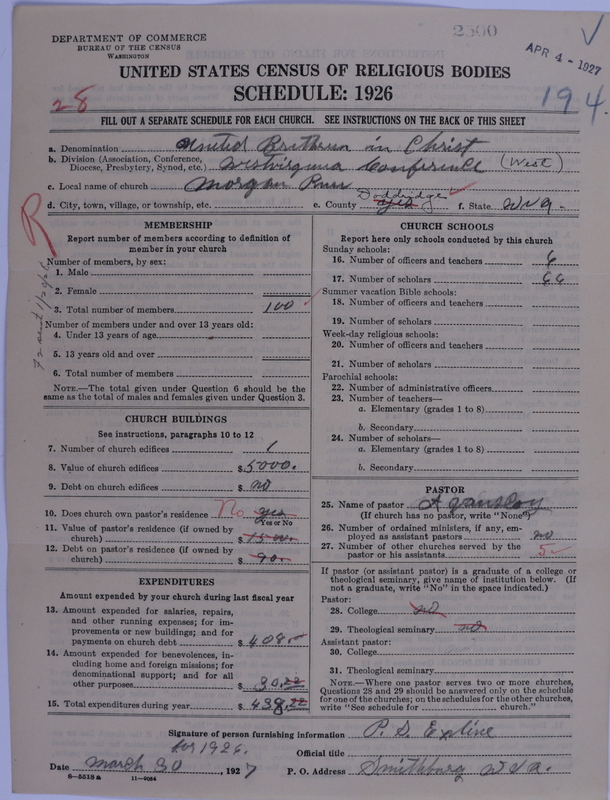 2500
APR 4 - 1927
DEPARTMENT OF COMMERCE
BUREAU OF THE CENSUS
WASHINGTON
UNITED STATES CENSUS OF RELIGIOUS BODIES
SCHEDULE: 1926
28
194
FILL OUT A SEPARATE SCHEDULE FOR EACH CHURCH. SEE INSTRUCTIONS ON THE BACK OF THIS SHEET
a. Denomination United Brethren in Christ
b. Division (Association, Conference, Diocese, Presbytery, Synod, etc.) West virginia Conference (West)
c. Local name of church Morgan Run
d. City, town, village, or township, etc. e. County Doddridge f. State W Va.
R
MEMBERSHIP
Report number of members according to definition of
member in your church
Number of members, by sex:
1. Male
2. Female
3. Total number of members 100
Number of members under and over 13 years old:
4. Under 13 years of age
5. 13 years old and over
6. Total number of members
NOTE.—The total given under Question 6 should be the
same as the total of males and females given under Question 3.
CHURCH BUILDINGS
See instructions, paragraphs 10 to 12
7. Number of church edifices 1
8. Value of church edifices $5000.
9. Debt on church edifices $ no
10. Does church own pastor's residence No yes
(Yes or No)
11. Value of pastor's residence (if owned by
church) $ 1500.
12. Debt on pastor's residence (if owned by
church) $ 90.
EXPENDITURES
Amount expended by your church during last fiscal year
13. Amount expended for salaries, repairs,
and other running expenses; for im-
provements or new buildings; and for
payments on church debt $ 408.
14. Amount expended for benevolences, in-
cluding home and foreign missions; for
denominational support; and for all
other purposes $ 30.22
15. Total expenditures during year $ 438.22
CHURCH SCHOOLS
Report here only schools conducted by this church
Sunday schools:
16. Number of officers and teachers 6
17. Number of scholars 66
Summer vacation Bible schools:
18. Number of officers and teachers
19. Number of scholars
Week-day religious schools:
20. Number of officers and teachers
21. Number of scholars
Parochial schools:
22. Number of administrative officers
23. Number of teachers—
a. Elementary (grades 1 to 8)
b. Secondary
24. Number of scholars—
a. Elementary (grades 1 to 8)
b. Secondary
PASTOR
25. Name of pastor
(If church has no pastor, write "None")
26. Number of ordained ministers, if any, em-
ployed as assistant pastors no
27. Number of other churches served by the
pastor or his assistants 5
If pastor (or assistant pastor) is a graduate of a college or
theological seminary, give name of institution below. (If
not a graduate, write "No" in the space indicated.)
Pastor:
28. College no
29. Theological seminary no
Assistant pastor:
30. College
31. Theological seminary
NOTE.—Where one pastor serves two or more churches,
Questions 28 and 29 should be answered only on the schedule
for one of the churches; on the schedules for the other churches,
write "See schedule for church."
Signature of person furnishing information P. S. Exline
for 1926. Official title
Date March 30, 1927 P. O. Address Smithburg W Va.
6—5518 a 11—9084